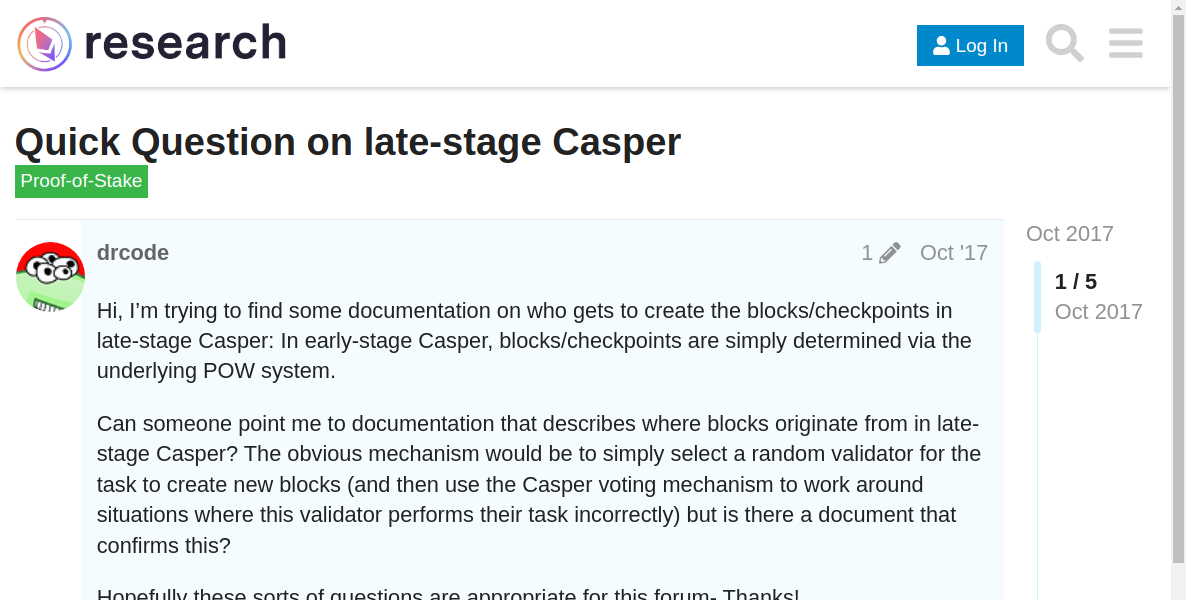 research
Log In
Quick Question on late-stage Casper
Proof-of-Stake
drcode
1
Oct '17
Oct 2017
1 / 5
Oct 2017
Hi, I’m trying to find some documentation on who gets to create the blocks/checkpoints in
late-stage Casper: In early-stage Casper, blocks/checkpoints are simply determined via the
underlying POW system.
Can someone point me to documentation that describes where blocks originate from in late-
stage Casper? The obvious mechanism would be to simply select a random validator for the
task to create new blocks (and then use the Casper voting mechanism to work around
situations where this validator performs their task incorrectly) but is there a document that
confirms this?
Hopefully these sorts of questions are appropriate for this forum- Thanks!